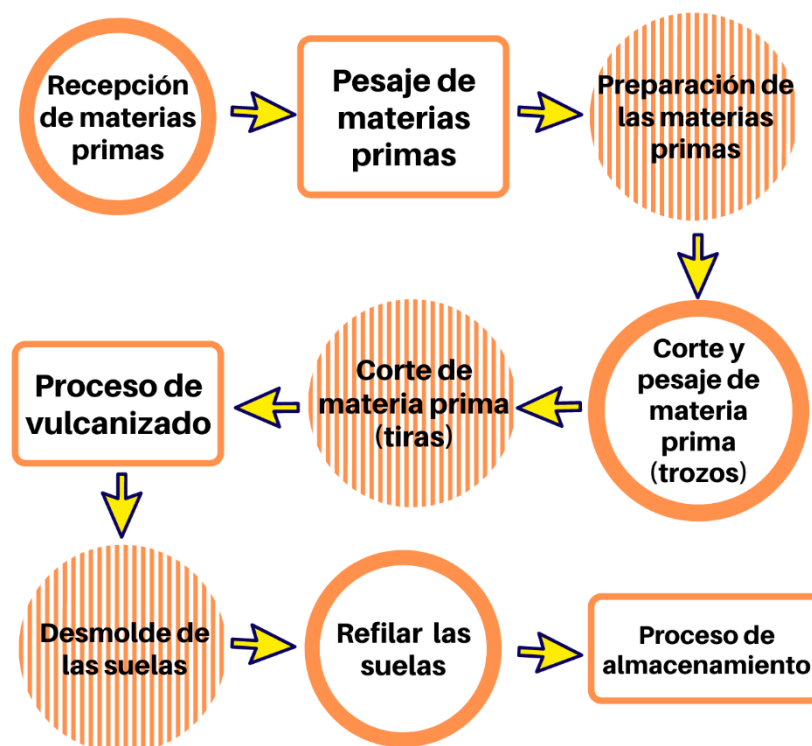 Recepción
de materias
primas
Pesaje de
materias
primas
Preparación de
las materias
primas
Corte y
pesaje de
materia
prima
(trozos)
Corte de
materia prima
(tiras)
Proceso de
vulcanizado
Desmolde de
las suelas
Refilar las
suelas
Proceso de
almacenamiento